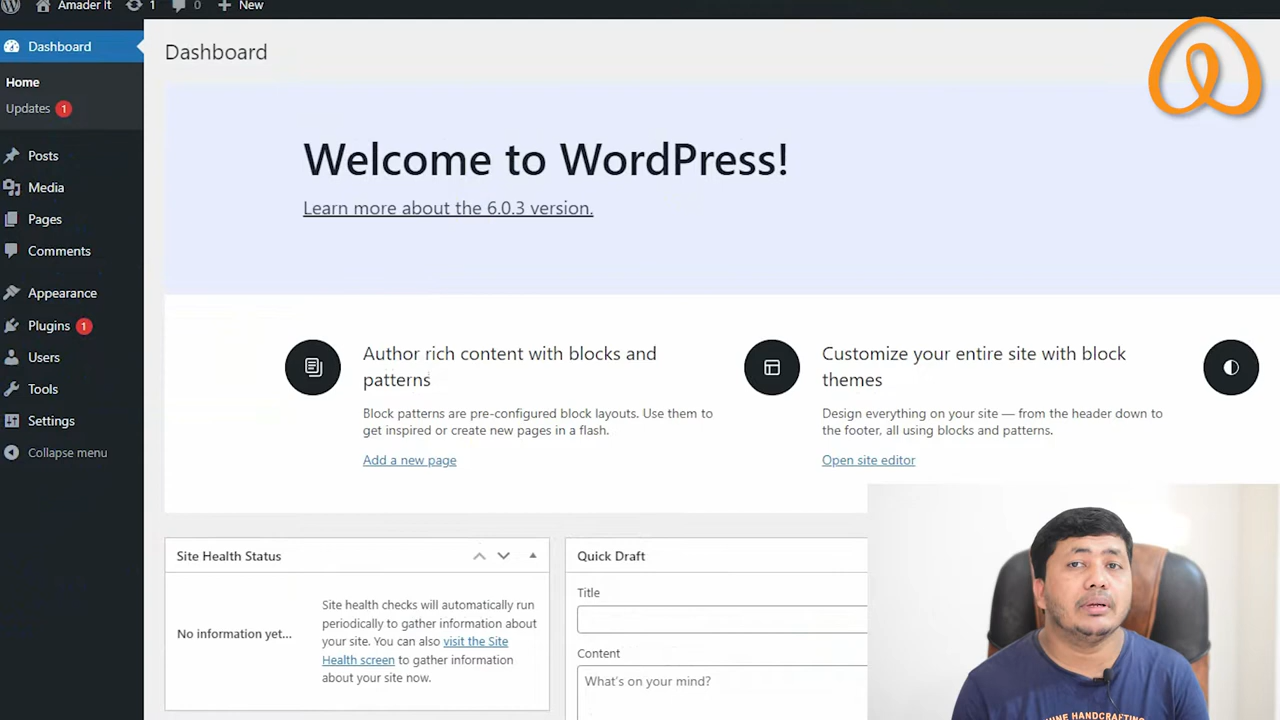 Amader It
1
0
New
Dashboard
Home
Updates 1
Posts
Media
Pages
Comments
Appearance
Plugins 1
Users
Tools
Settings
Collapse menu
Dashboard
Welcome to WordPress!
Learn more about the 6.0.3 version.
Author rich content with blocks and
patterns
Block patterns are pre-configured block layouts. Use them to
get inspired or create new pages in a flash.
Add a new page
Customize your entire site with block
themes
Design everything on your site — from the header down to
the footer, all using blocks and patterns.
Open site editor
Site Health Status
No information yet...
Site health checks will automatically run
periodically to gather information about
your site. You can also visit the Site
Health screen to gather information
about your site now.
Quick Draft
Title
Content
What's on your mind?
HANDCRAFTING